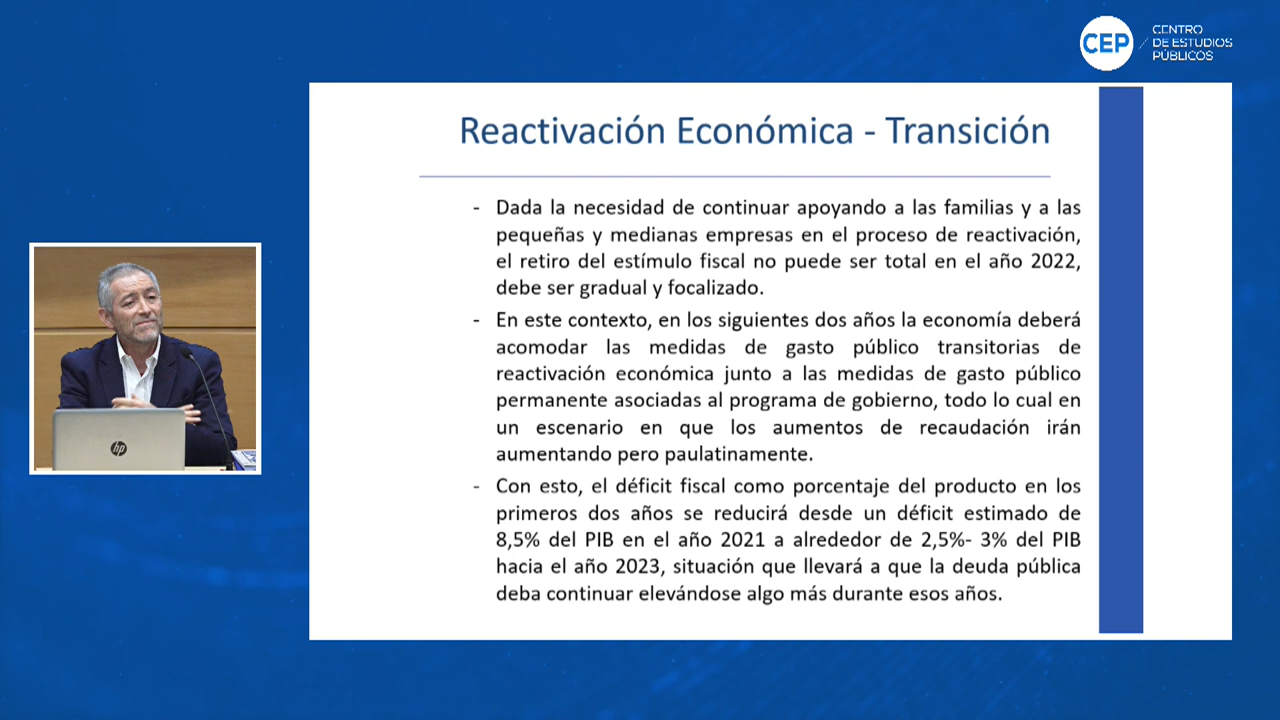 CEP
CENTRO
DE ESTUDIOS
PÚBLICOS
Reactivación Económica - Transición
- Dada la necesidad de continuar apoyando a las familias y a las
pequeñas y medianas empresas en el proceso de reactivación,
el retiro del estímulo fiscal no puede ser total en el año 2022,
debe ser gradual y focalizado.
- En este contexto, en los siguientes dos años la economía deberá
acomodar las medidas de gasto público transitorias de
reactivación económica junto a las medidas de gasto público
permanente asociadas al programa de gobierno, todo lo cual en
un escenario en que los aumentos de recaudación irán
aumentando pero paulatinamente.
- Con esto, el déficit fiscal como porcentaje del producto en los
primeros dos años se reducirá desde un déficit estimado de
8,5% del PIB en el año 2021 a alrededor de 2,5%- 3% del PIB
hacia el año 2023, situación que llevará a que la deuda pública
deba continuar elevándose algo más durante esos años.
hp